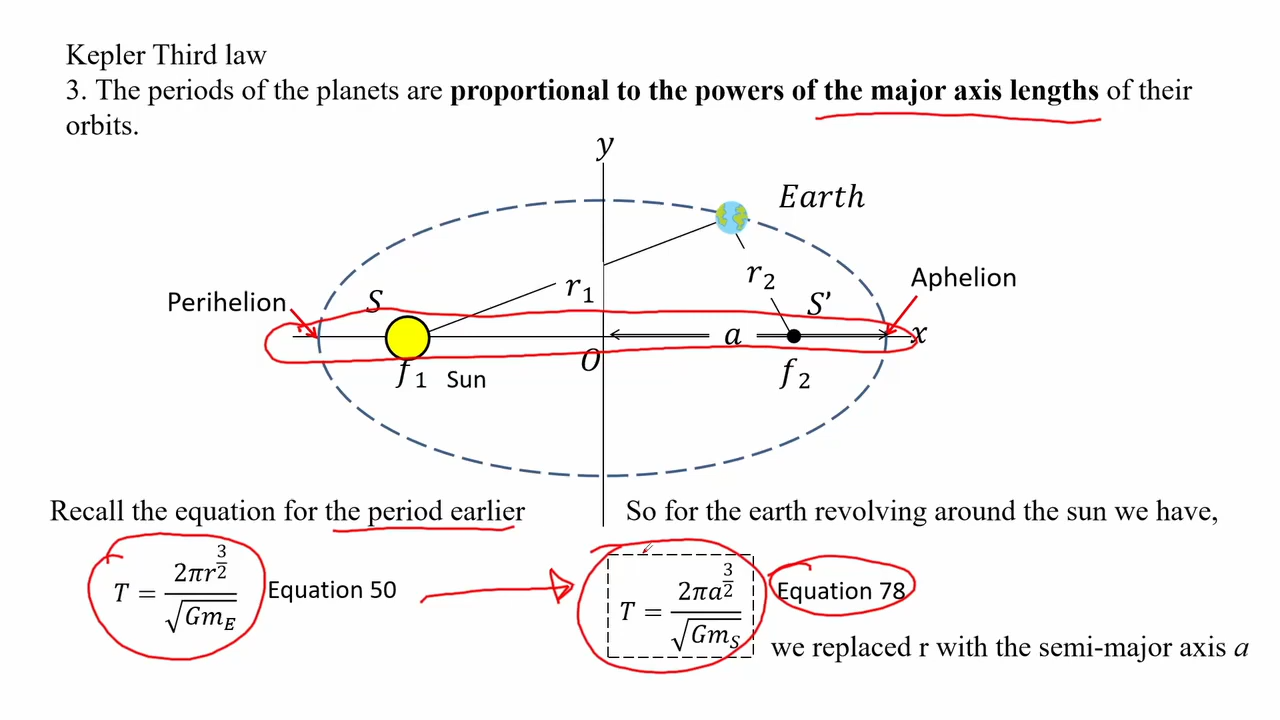 Kepler Third law
3. The periods of the planets are proportional to the powers of the major axis lengths of their
orbits.
y
Earth
r₁
r₂
Perihelion
S
S’
Aphelion
a
x
O
f₁ Sun
f₂
Recall the equation for the period earlier
So for the earth revolving around the sun we have,
T = 2πr^(3/2) / √(Gm_E)
Equation 50
T = 2πa^(3/2) / √(Gm_S)
Equation 78
we replaced r with the semi-major axis a